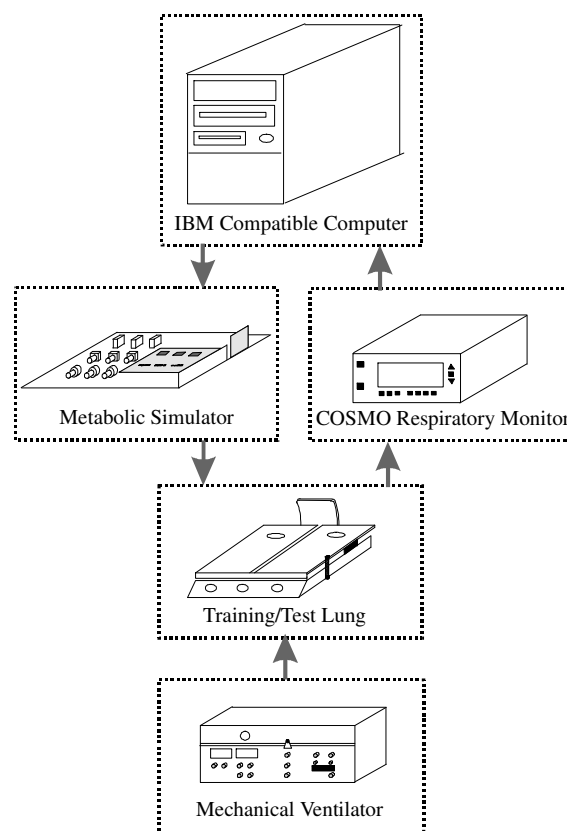 IBM Compatible Computer
Metabolic Simulator
COSMO Respiratory Monitor
Training/Test Lung
Mechanical Ventilator